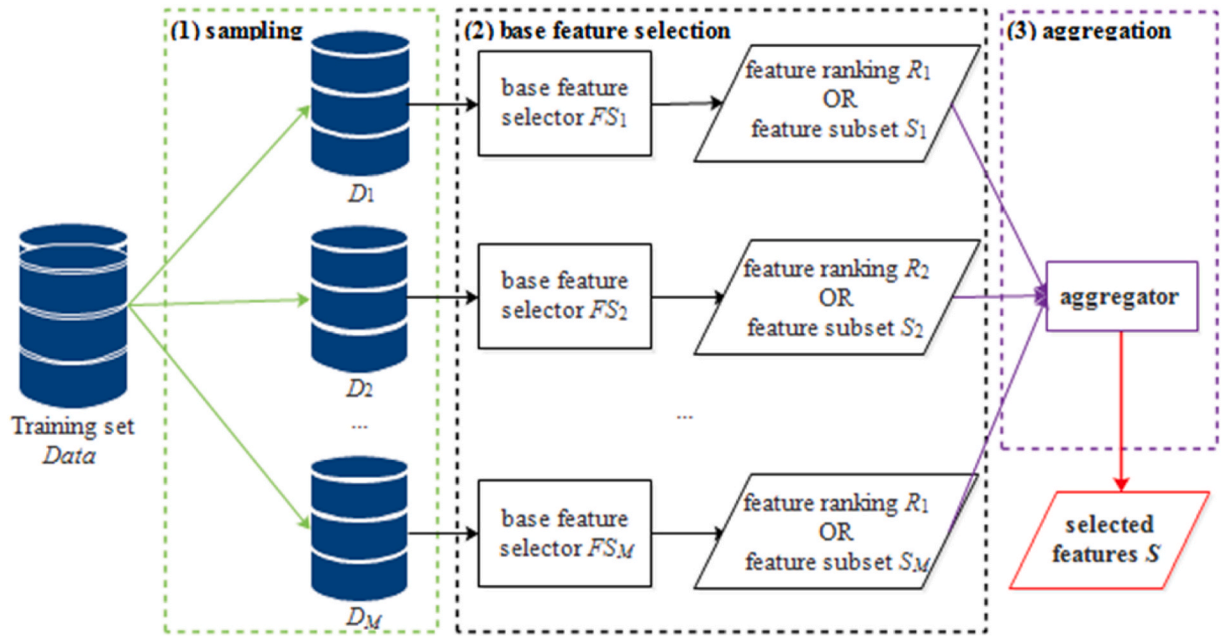 (1) sampling
(2) base feature selection
(3) aggregation
base feature
selector FS1
feature ranking R1
OR
feature subset S1
D1
base feature
selector FS2
feature ranking R2
OR
feature subset S2
aggregator
D2
...
...
Training set
Data
base feature
selector FSM
feature ranking R1
OR
feature subset SM
selected
features S
DM